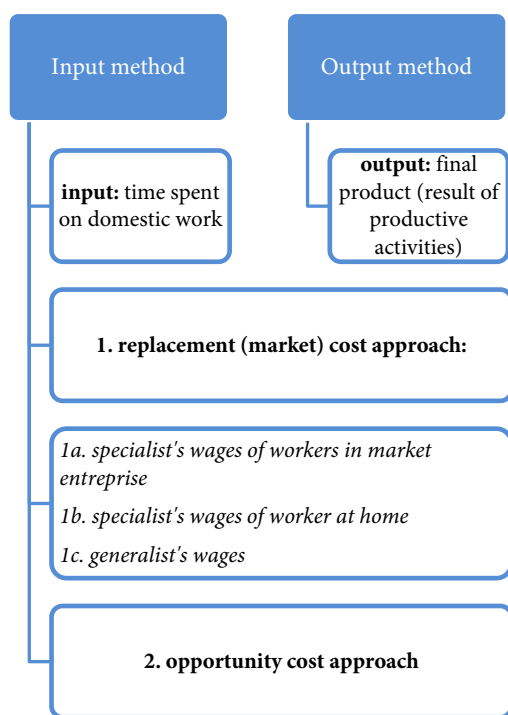 Input method
Output method
input: time spent
on domestic work
output: final
product (result of
productive
activities)
1. replacement (market) cost approach:
1a. specialist's wages of workers in market
entreprise
1b. specialist's wages of worker at home
1c. generalist's wages
2. opportunity cost approach